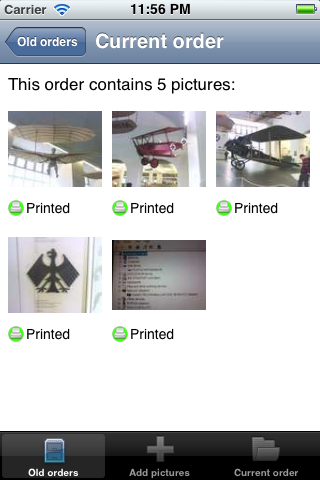 Carrier 11:56 PM
Old orders Current order
This order contains 5 pictures:
Printed Printed Printed
Printed Printed
Old orders Add pictures Current order